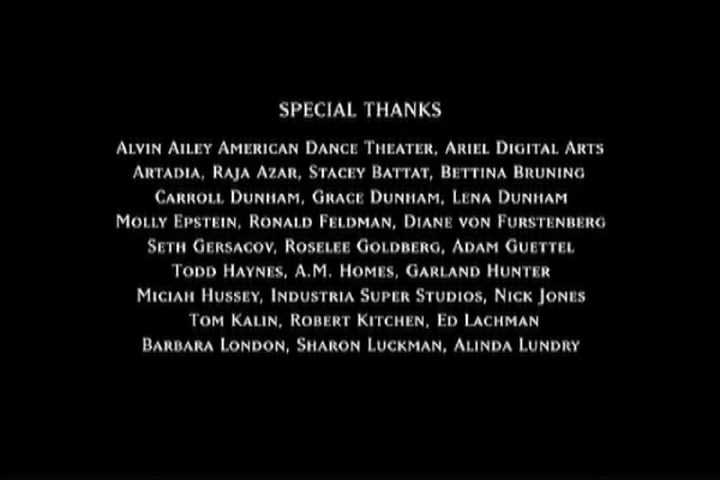 SPECIAL THANKS
ALVIN AILEY AMERICAN DANCE THEATER, ARIEL DIGITAL ARTS
ARTADIA, RAJA AZAR, STACEY BATTAT, BETTINA BRUNING
CARROLL DUNHAM, GRACE DUNHAM, LENA DUNHAM
MOLLY EPSTEIN, RONALD FELDMAN, DIANE VON FURSTENBERG
SETH GERSACOV, ROSELEE GOLDBERG, ADAM GUETTEL
TODD HAYNES, A.M. HOMES, GARLAND HUNTER
MICIAH HUSSEY, INDUSTRIA SUPER STUDIOS, NICK JONES
TOM KALIN, ROBERT KITCHEN, ED LACHMAN
BARBARA LONDON, SHARON LUCKMAN, ALINDA LUNDRY